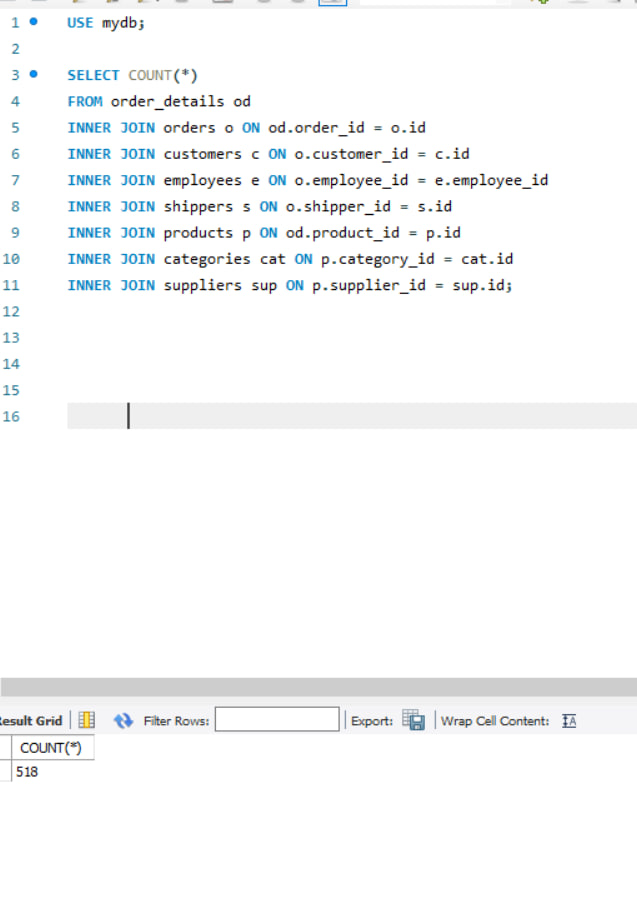 1 USE mydb;
2
3 SELECT COUNT(*)
4 FROM order_details od
5 INNER JOIN orders o ON od.order_id = o.id
6 INNER JOIN customers c ON o.customer_id = c.id
7 INNER JOIN employees e ON o.employee_id = e.employee_id
8 INNER JOIN shippers s ON o.shipper_id = s.id
9 INNER JOIN products p ON od.product_id = p.id
10 INNER JOIN categories cat ON p.category_id = cat.id
11 INNER JOIN suppliers sup ON p.supplier_id = sup.id;
12
13
14
15
16
Result Grid Filter Rows: Export: Wrap Cell Content:
COUNT(*)
518